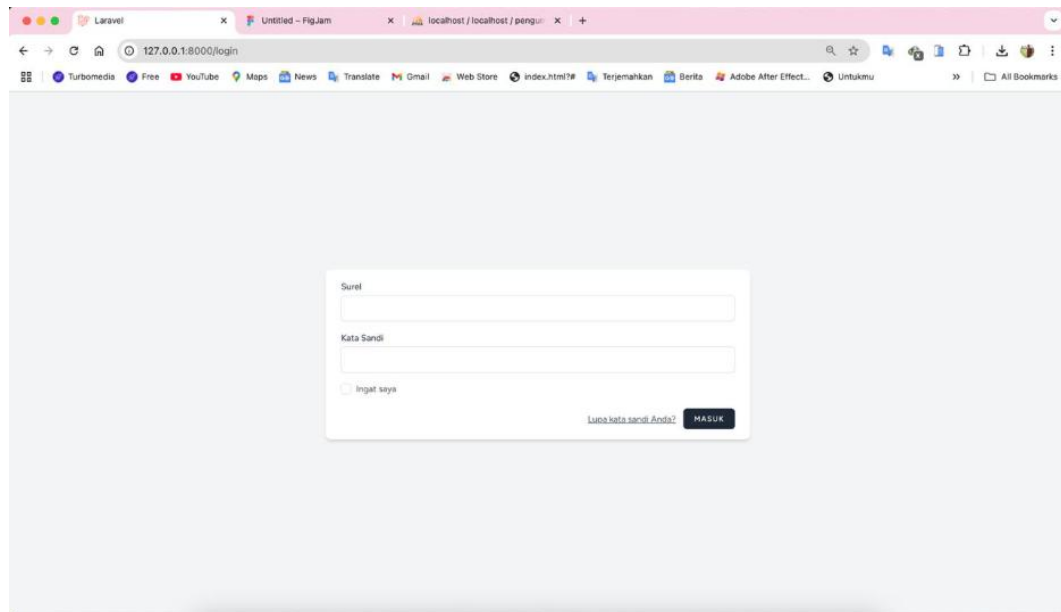 Laravel
Untitled – FigJam
localhost / localhost / pengun
127.0.0.1:8000/login
Turbomedia Free YouTube Maps News Translate Gmail Web Store index.html?# Terjemahkan Berita Adobe After Effect... Untukmu » All Bookmarks
Surel
Kata Sandi
Ingat saya
Lupa kata sandi Anda? MASUK